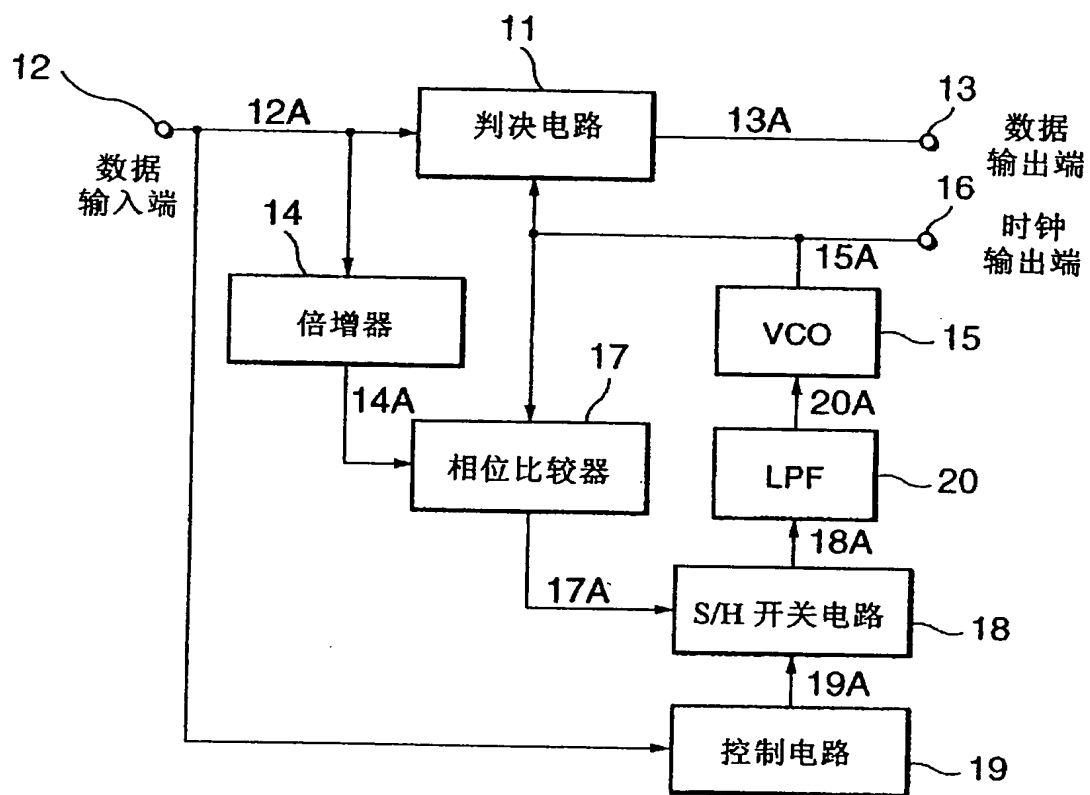 11
12
12A
判决电路
13A
13
数据
输入端
数据
输出端
14
16
时钟
输出端
15A
倍增器
VCO
15
14A
17
20A
相位比较器
LPF
20
18A
17A
S/H 开关电路
18
19A
控制电路
19